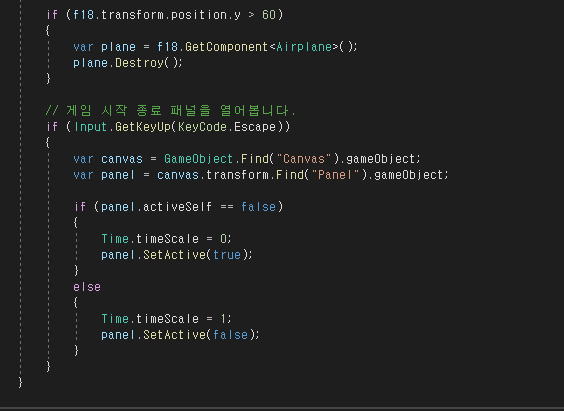 if (f18.transform.position.y > 60)
{
var plane = f18.GetComponent<Airplane>();
plane.Destroy();
}
// 게임 시작 종료 패널을 열어봅니다.
if (Input.GetKeyUp(KeyCode.Escape))
{
var canvas = GameObject.Find("Canvas").gameObject;
var panel = canvas.transform.Find("Panel").gameObject;
if (panel.activeSelf == false)
{
Time.timeScale = 0;
panel.SetActive(true);
}
else
{
Time.timeScale = 1;
panel.SetActive(false);
}
}
}